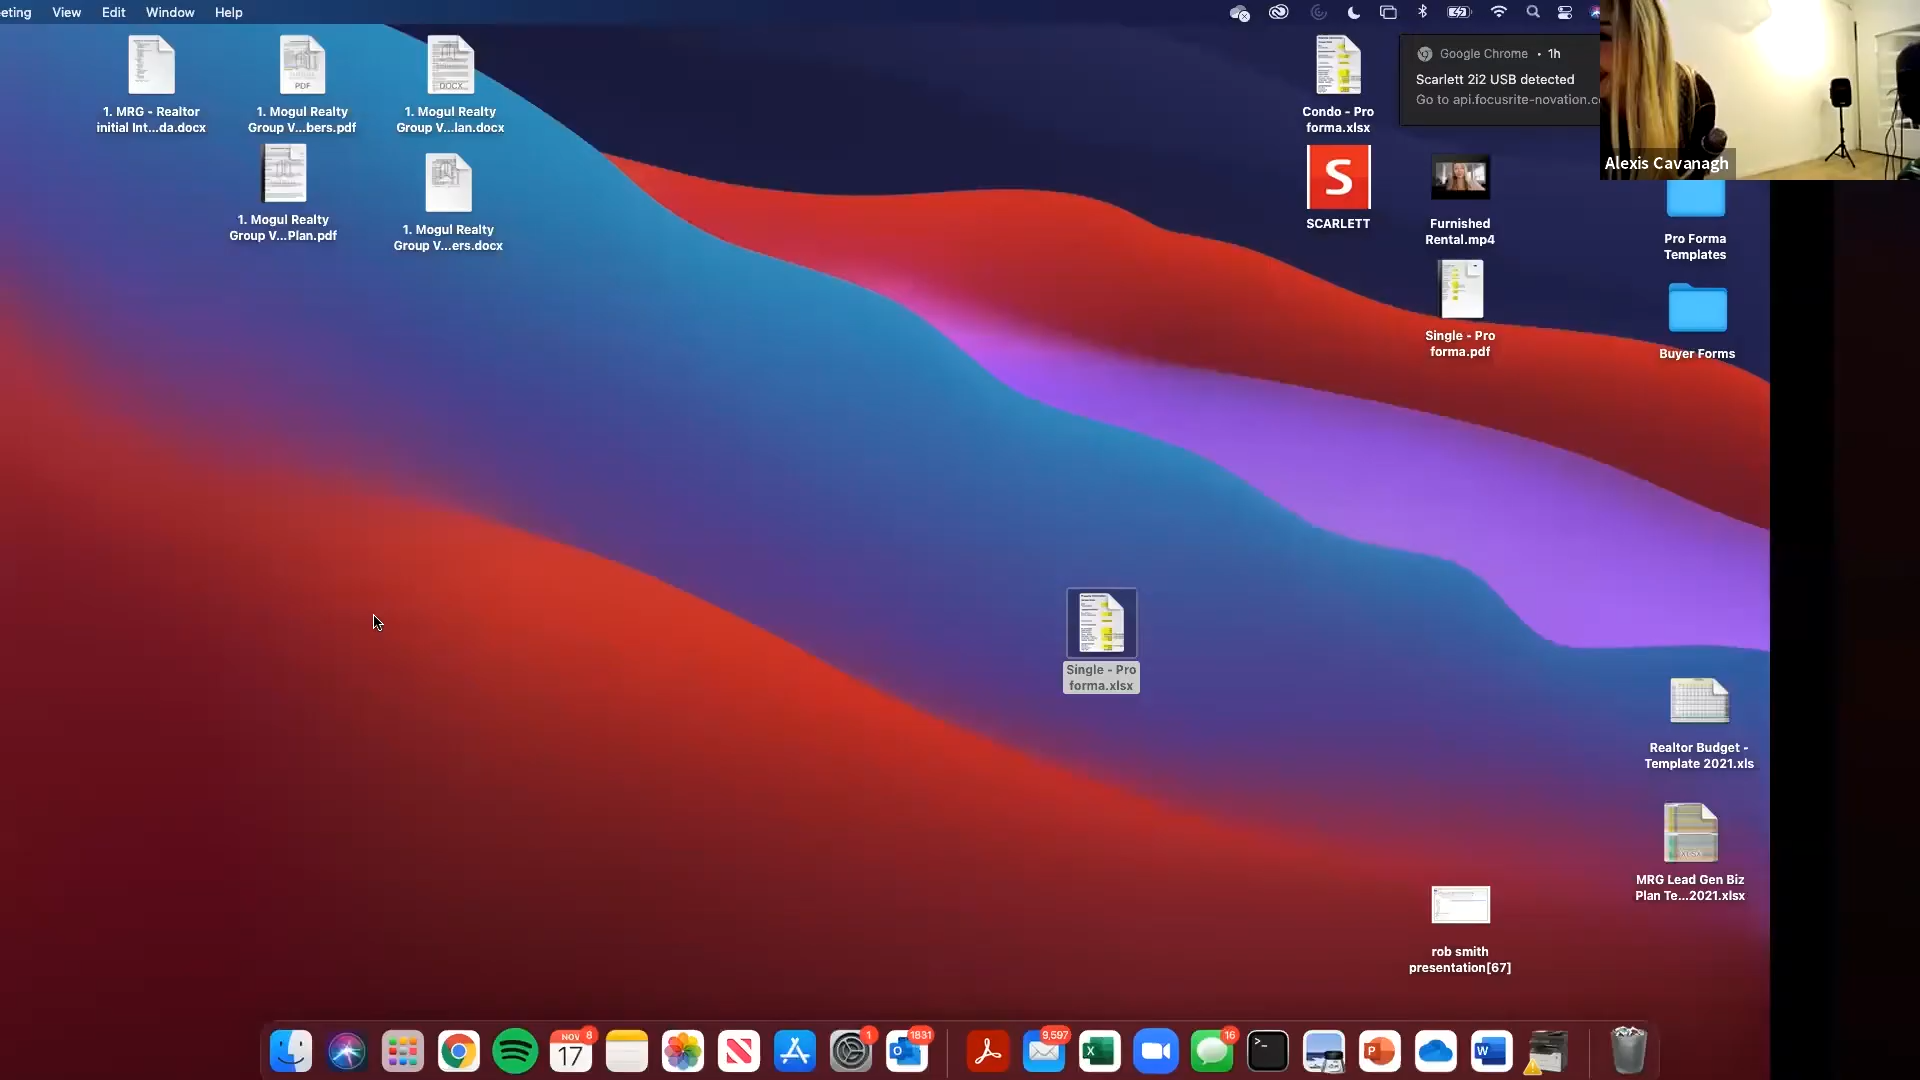 eting View Edit Window Help
1. MRG - Realtor
initial Int...da.docx
PDF
1. Mogul Realty
Group V...bers.pdf
DOCX
1. Mogul Realty
Group V...lan.docx
1. Mogul Realty
Group V...Plan.pdf
1. Mogul Realty
Group V...ers.docx
Condo - Pro
forma.xlsx
Google Chrome • 1h
Scarlett 2i2 USB detected
Go to api.focusrite-novation.c
Alexis Cavanagh
S
SCARLETT
Furnished
Rental.mp4
Pro Forma
Templates
Single - Pro
forma.pdf
Buyer Forms
Single - Pro
forma.xlsx
Realtor Budget -
Template 2021.xls
XLSX
MRG Lead Gen Biz
Plan Te...2021.xlsx
rob smith
presentation[67]
NOV 8
17
1
1831
9,597
16
O
X
>_
P
W